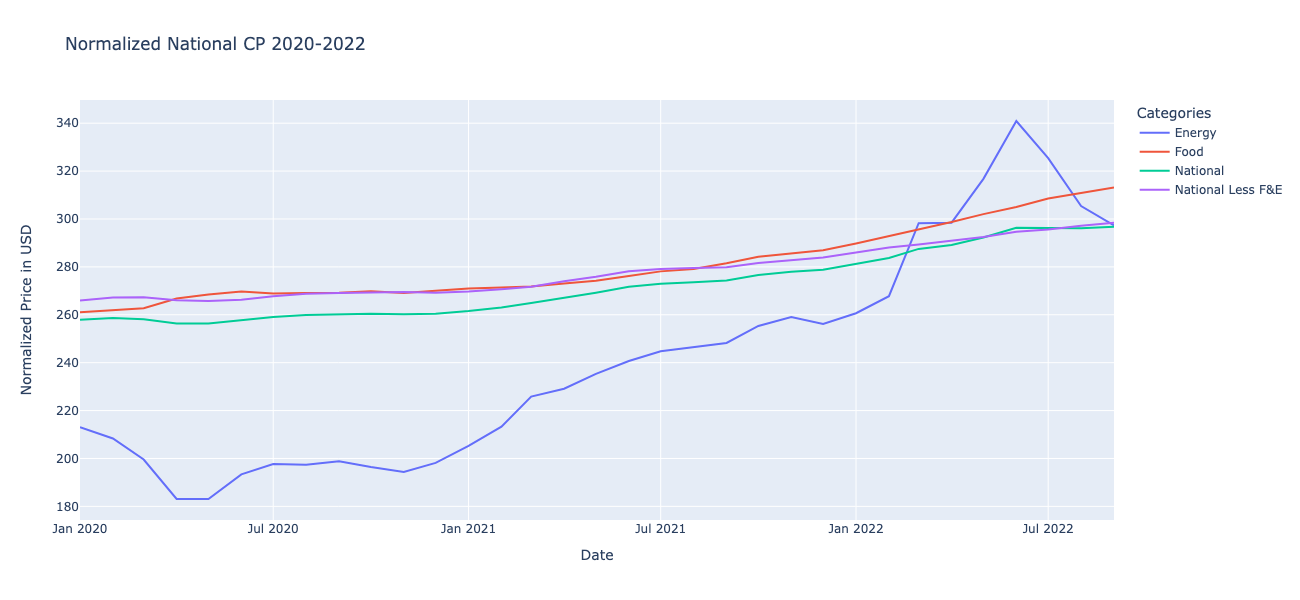 Normalized National CP 2020-2022
Normalized Price in USD
340
320
300
280
260
240
220
200
180
Jan 2020 Jul 2020 Jan 2021 Jul 2021 Jan 2022 Jul 2022
Date
Categories
Energy
Food
National
National Less F&E